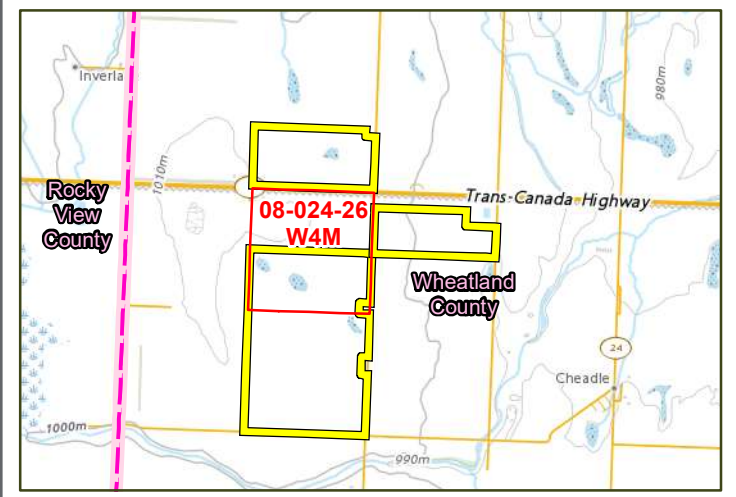 Inverla
980m
1010m
Rocky
View
County
Trans-Canada-Highway
08-024-26
W4M
Wheatland
County
24
Cheadle
1000m
990m